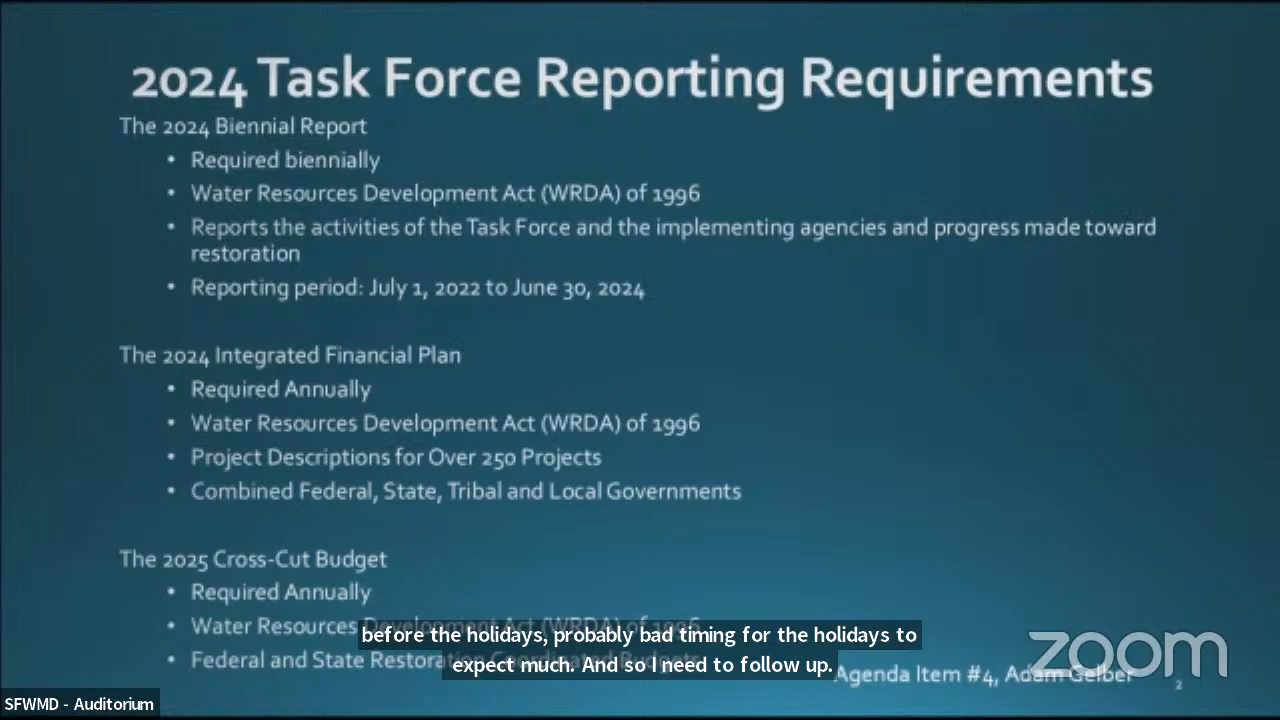 2024 Task Force Reporting Requirements
The 2024 Biennial Report
• Required biennially
• Water Resources Development Act (WRDA) of 1996
• Reports the activities of the Task Force and the implementing agencies and progress made toward
restoration
• Reporting period: July 1, 2022 to June 30, 2024
The 2024 Integrated Financial Plan
• Required Annually
• Water Resources Development Act (WRDA) of 1996
• Project Descriptions for Over 250 Projects
• Combined Federal, State, Tribal and Local Governments
The 2025 Cross-Cut Budget
• Required Annually
• Water Resources Development Act (WRDA) of 1996
• Federal and State Restoration Coordinated Budgets
before the holidays, probably bad timing for the holidays to
expect much. And so I need to follow up.
zoom
Agenda Item #4, Adam Gelber
2
SFWMD - Auditorium